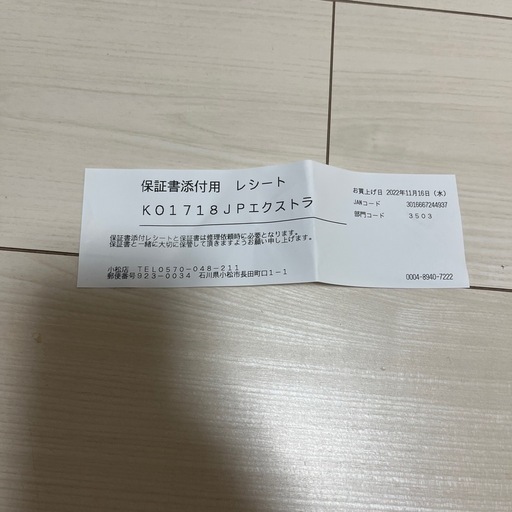 保証書添付用　レシート
KO1718JPエクストラ
保証書添付レシートと保証書は修理依頼時に必要となります。
保証書と一緒に大切に保管して頂きますようお願い申し上げます。
小松店　TEL0570-048-211
郵便番号923-0034　石川県小松市長田町ロ1-1
お買上げ日 2022年11月16日（水）
JANコード　3016667244937
部門コード　3503
0004-8940-7222